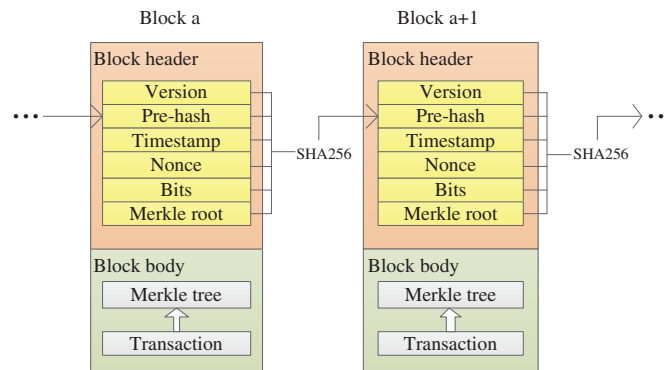 Block a
Block header
Version
Pre-hash
Timestamp
Nonce
Bits
Merkle root
SHA256
Block body
Merkle tree
Transaction
Block a+1
Block header
Version
Pre-hash
Timestamp
Nonce
Bits
Merkle root
SHA256
Block body
Merkle tree
Transaction